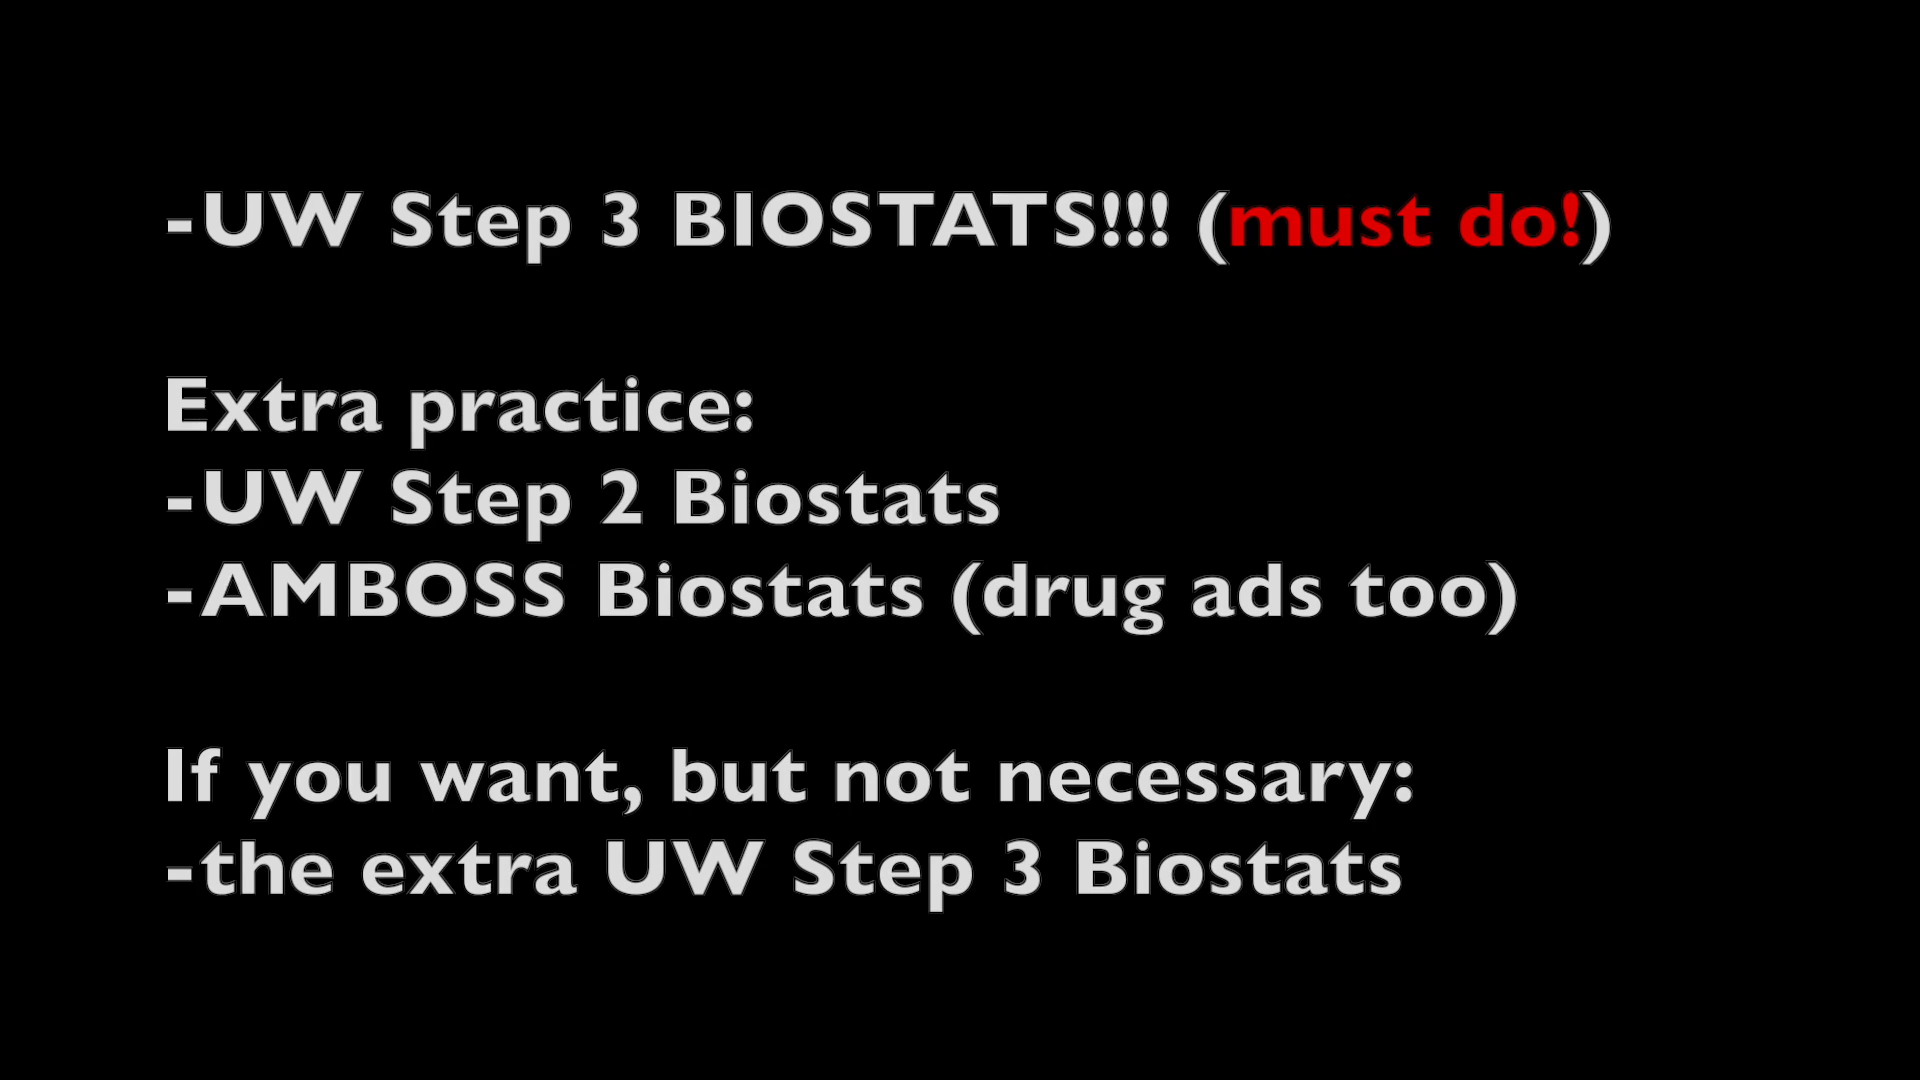 -UW Step 3 BIOSTATS!!! (must do!)
Extra practice:
-UW Step 2 Biostats
-AMBOSS Biostats (drug ads too)
If you want, but not necessary:
-the extra UW Step 3 Biostats